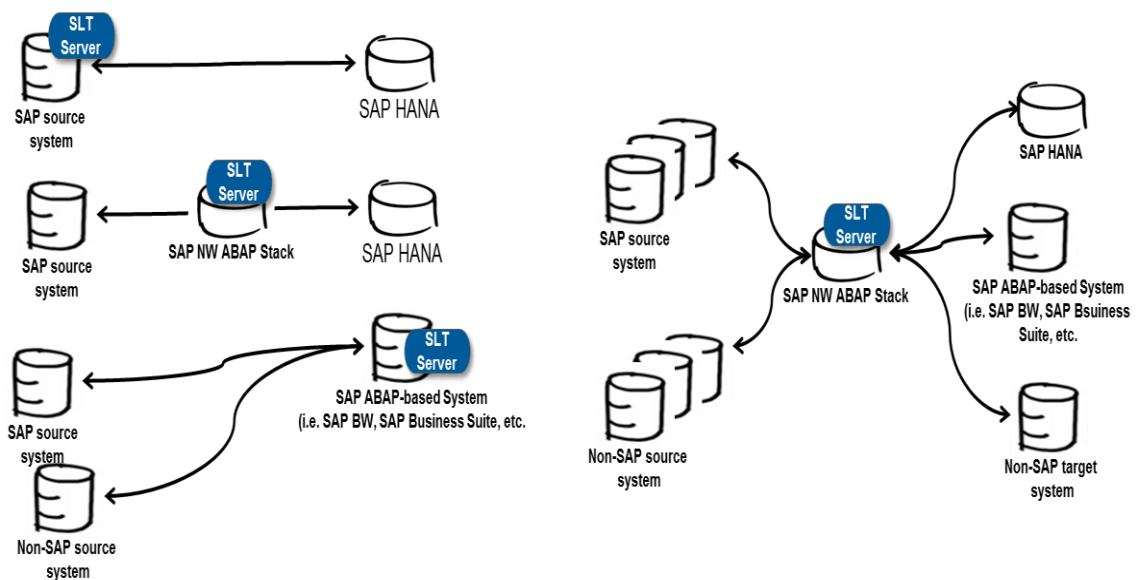 SLT
Server
SAP source
system
SAP HANA
SLT
Server
SAP source
system
SAP NW ABAP Stack
SAP HANA
SLT
Server
SAP source
system
SAP ABAP-based System
(i.e. SAP BW, SAP Business Suite, etc.
Non-SAP source
system
SAP source
system
SLT
Server
SAP NW ABAP Stack
SAP HANA
SAP ABAP-based System
(i.e. SAP BW, SAP Bsuiness
Suite, etc.
Non-SAP source
system
Non-SAP target
system